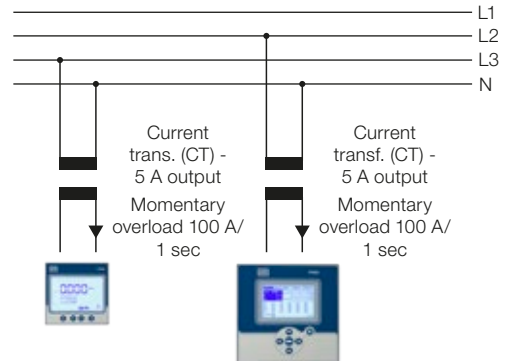 L1
L2
L3
N
Current
trans. (CT) -
5 A output
Momentary
overload 100 A/
1 sec
Current
transf. (CT) -
5 A output
Momentary
overload 100 A/
1 sec